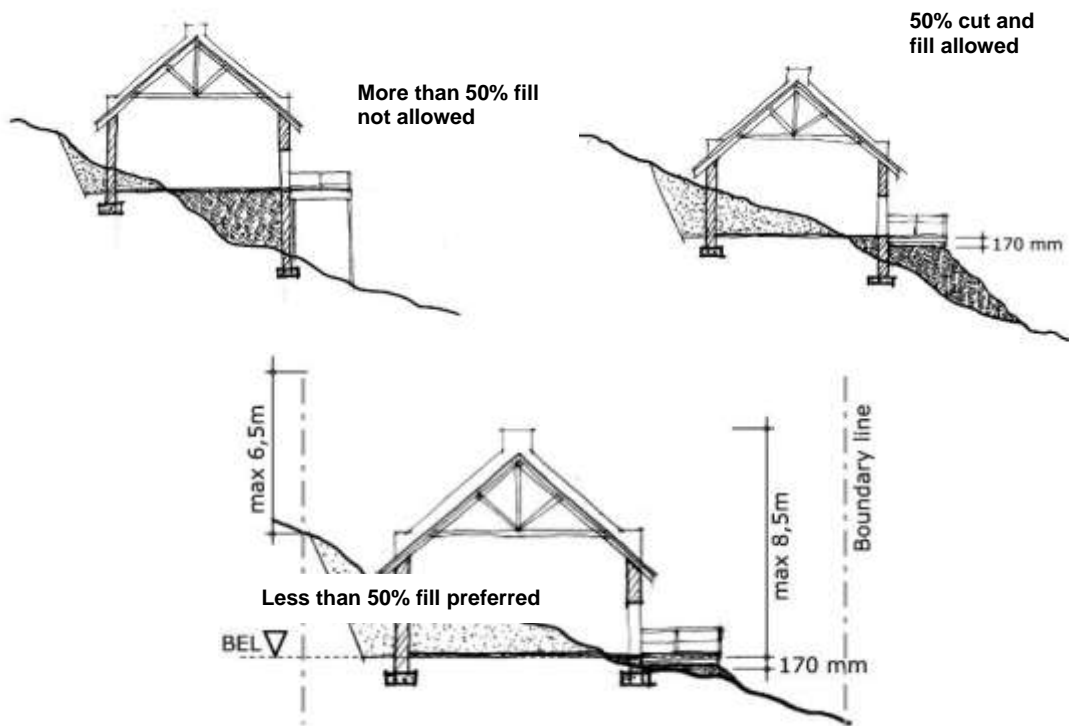 50% cut and
fill allowed
More than 50% fill
not allowed
170 mm
max 6,5m
max 8,5m
Boundary line
Less than 50% fill preferred
BEL
170 mm